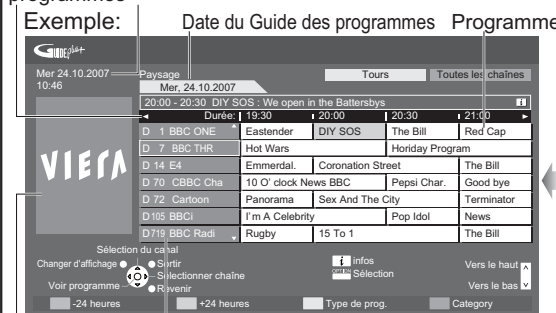 programmes
Exemple: Date du Guide des programmes Programme
GUIDE plus+
Mer 24.10.2007 Paysage Tours Toutes les chaînes
10:46 Mer, 24.10.2007
20:00 - 20:30 DIY SOS : We open in the Battersbys i
Durée: 19:30 20:00 20:30 21:00
D 1 BBC ONE Eastender DIY SOS The Bill Red Cap
D 7 BBC THR Hot Wars Horiday Program
D 14 E4 Emmerdal. Coronation Street The Bill
D 70 CBBC Cha 10 O' clock News BBC Pepsi Char. Good bye
D 72 Cartoon Panorama Sex And The City Terminator
D105 BBCi I'm A Celebrity Pop Idol News
D719 BBC Radi Rugby 15 To 1 The Bill
VIERA
Sélection du canal
Changer d'affichage Sortir i infos Vers le haut
Sélectionner chaîne OPTION Sélection
Voir programme Revenir Vers le bas
-24 heures +24 heures Type de prog. Category